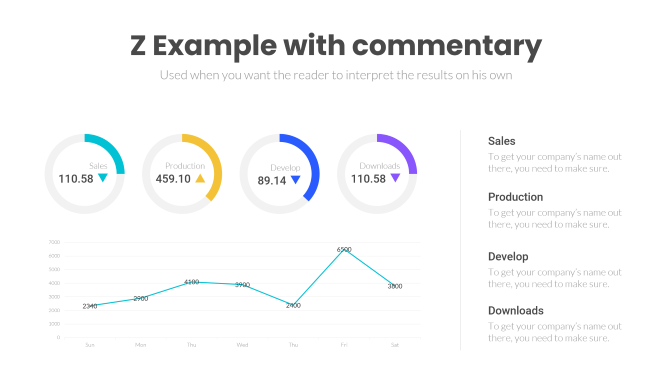 Z Example with commentary
Used when you want the reader to interpret the results on his own
Sales
110.58
Production
459.10
Develop
89.14
Downloads
110.58
7000
6000
5000
4000
3000
2000
1000
0
2340
2900
4100
3900
2400
6500
3800
Sun
Mon
Thu
Wed
Thu
Fri
Sat
Sales
To get your company's name out
there, you need to make sure.
Production
To get your company's name out
there, you need to make sure.
Develop
To get your company's name out
there, you need to make sure.
Downloads
To get your company's name out
there, you need to make sure.